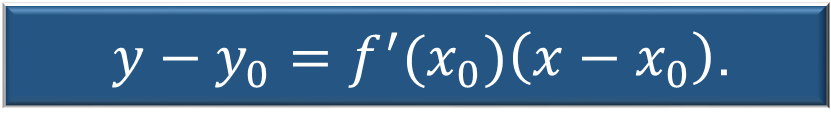 y − y₀ = f′(x₀)(x − x₀).